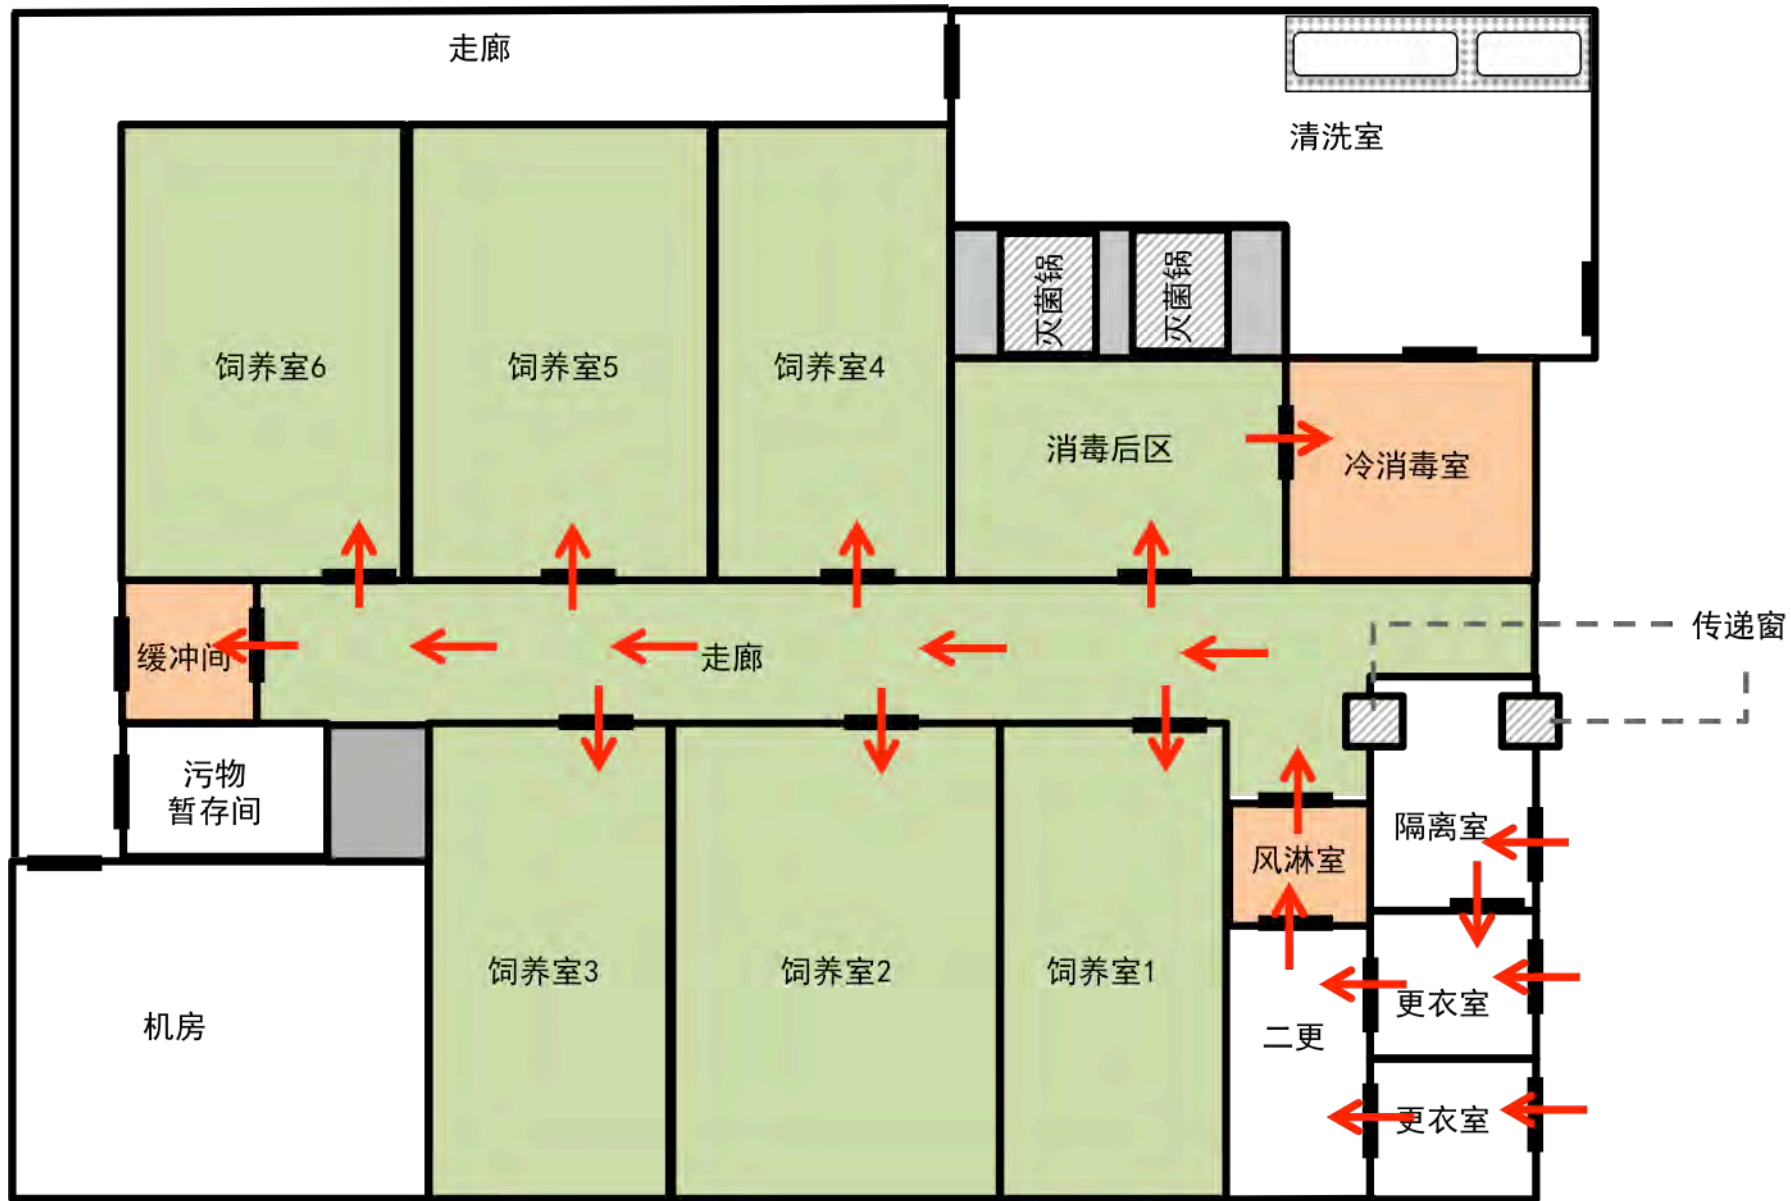 走廊
清洗室
灭菌锅
灭菌锅
饲养室6
饲养室5
饲养室4
消毒后区
冷消毒室
传递窗
缓冲间
走廊
污物
暂存间
隔离室
风淋室
饲养室3
饲养室2
饲养室1
更衣室
机房
二更
更衣室